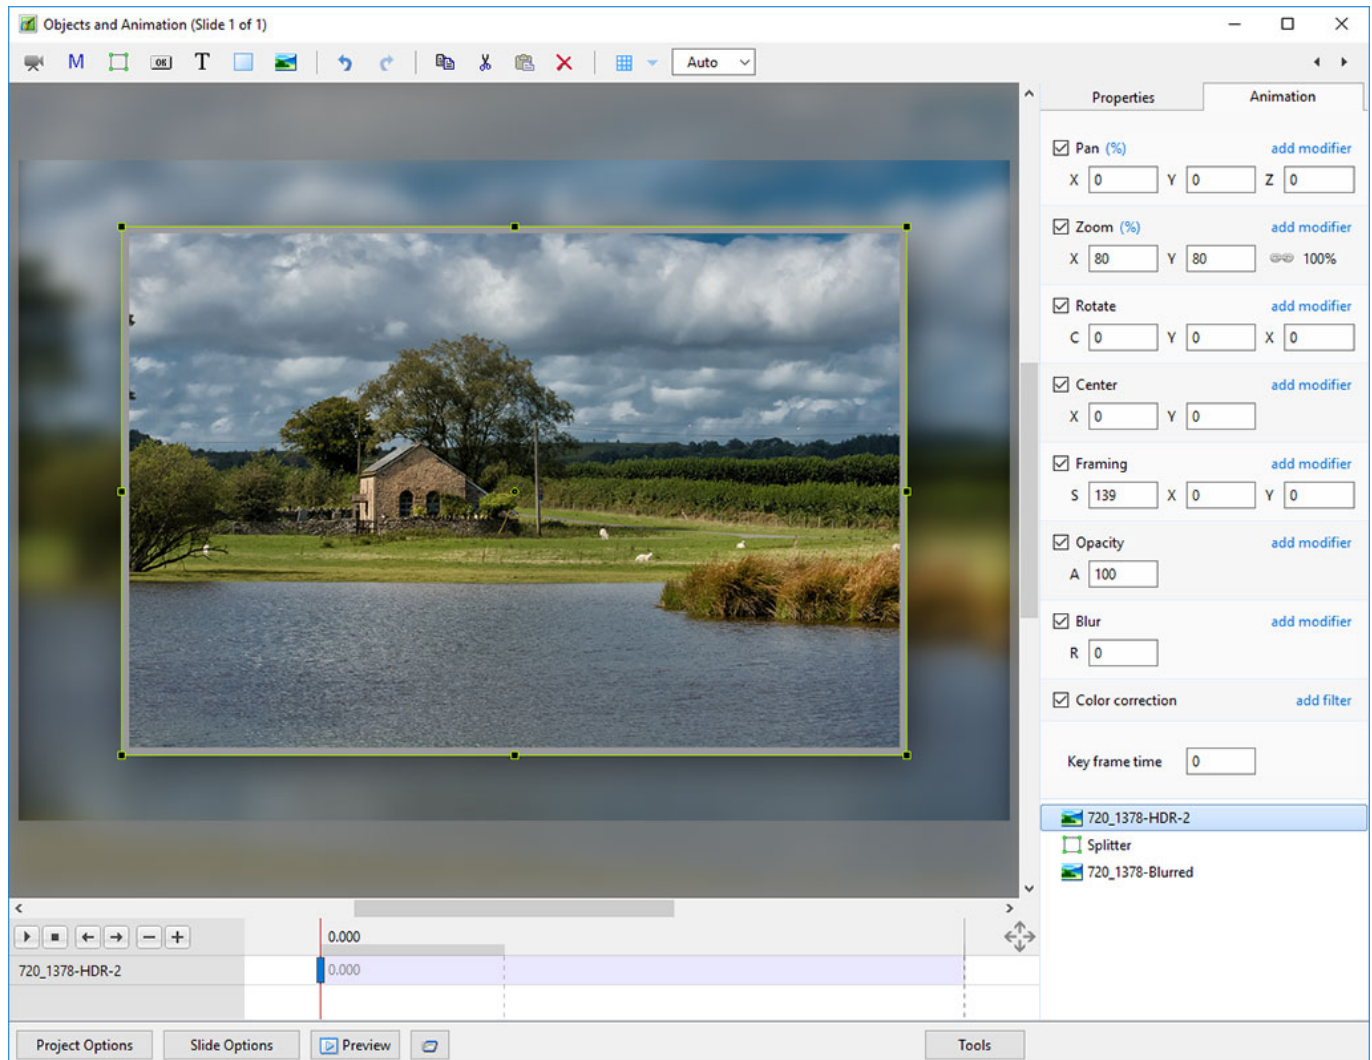 Objects and Animation (Slide 1 of 1)
M OK T Auto
Properties Animation
Pan (%) add modifier
X 0 Y 0 Z 0
Zoom (%) add modifier
X 80 Y 80 100%
Rotate add modifier
C 0 Y 0 X 0
Center add modifier
X 0 Y 0
Framing add modifier
S 139 X 0 Y 0
Opacity add modifier
A 100
Blur add modifier
R 0
Color correction add filter
Key frame time 0
720_1378-HDR-2
Splitter
720_1378-Blurred
0.000
720_1378-HDR-2 0.000
Project Options Slide Options Preview Tools